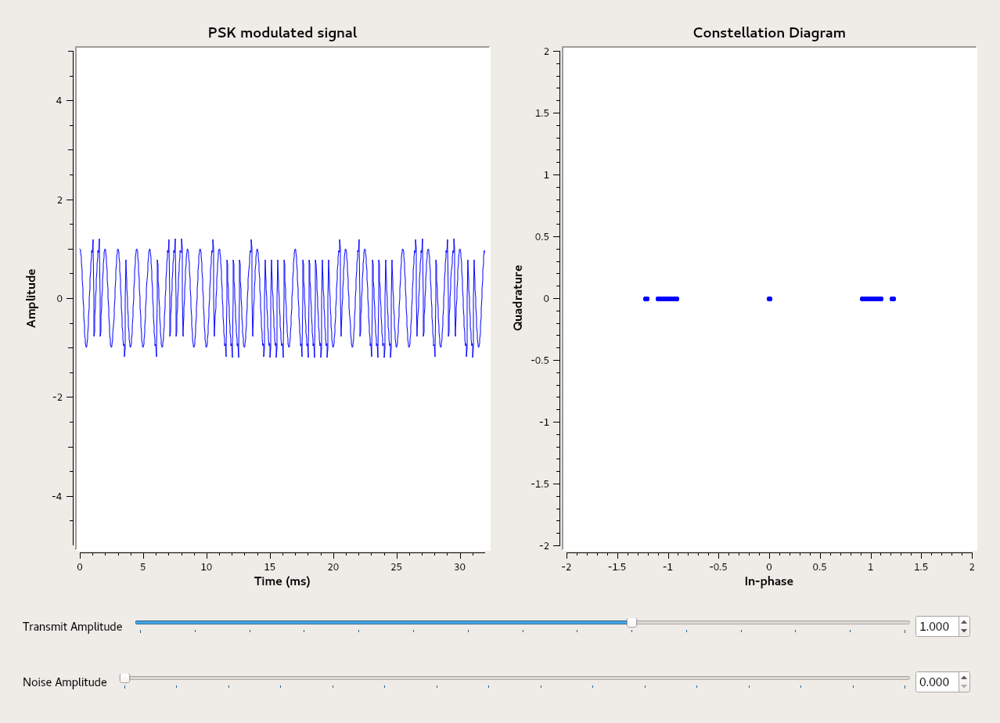 PSK modulated signal
4
2
0
-2
-4
Amplitude
0 5 10 15 20 25 30
Time (ms)
Constellation Diagram
2
1.5
1
0.5
0
-0.5
-1
-1.5
-2
Quadrature
-2 -1.5 -1 -0.5 0 0.5 1 1.5 2
In-phase
Transmit Amplitude 1.000
Noise Amplitude 0.000